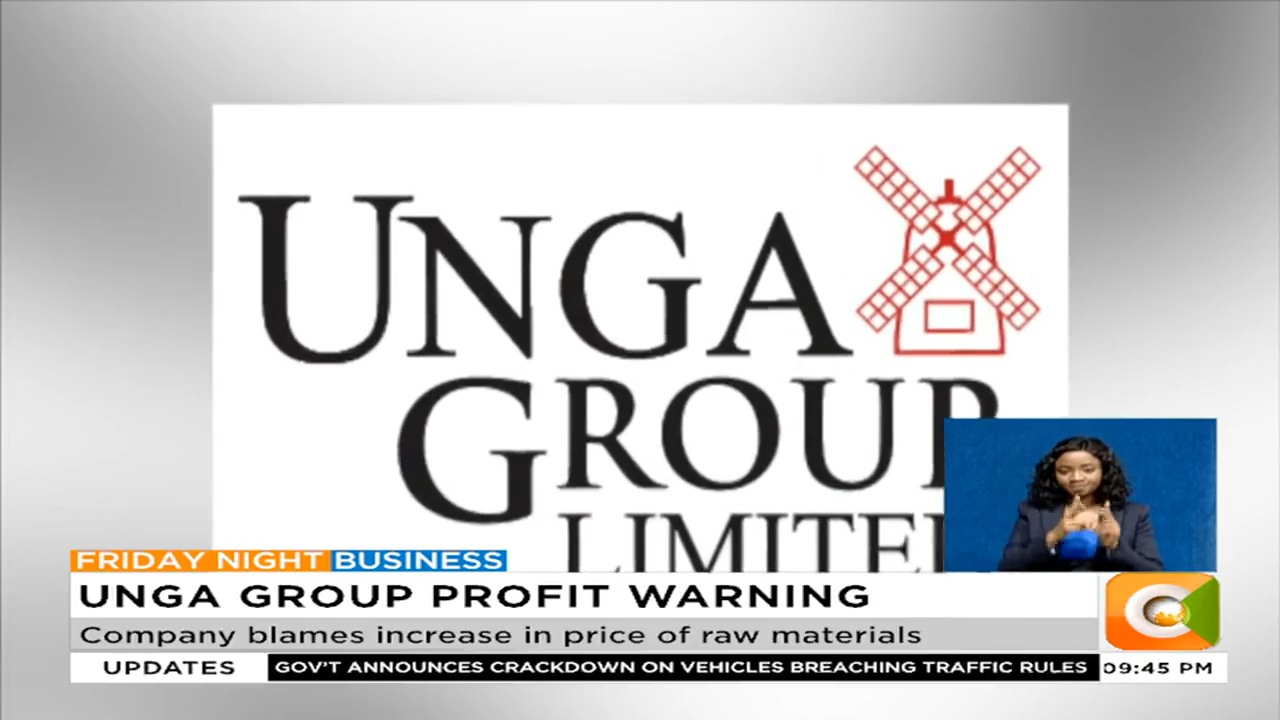 UNGA
GROUP
LIMITED
FRIDAY NIGHT BUSINESS
UNGA GROUP PROFIT WARNING
Company blames increase in price of raw materials
UPDATES GOV'T ANNOUNCES CRACKDOWN ON VEHICLES BREACHING TRAFFIC RULES 09:45 PM